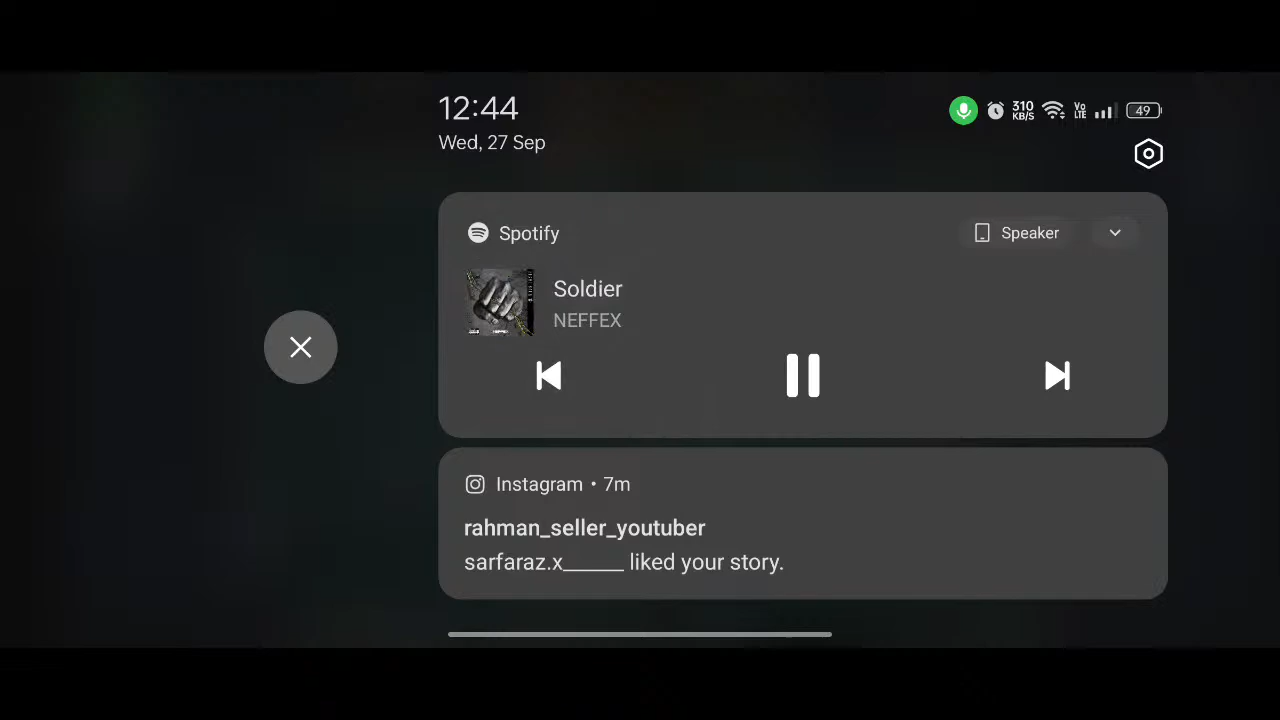 12:44
310 KB/S Vo LTE 49
Wed, 27 Sep
Spotify
Speaker
Soldier
NEFFEX
Instagram • 7m
rahman_seller_youtuber
sarfaraz.x______ liked your story.